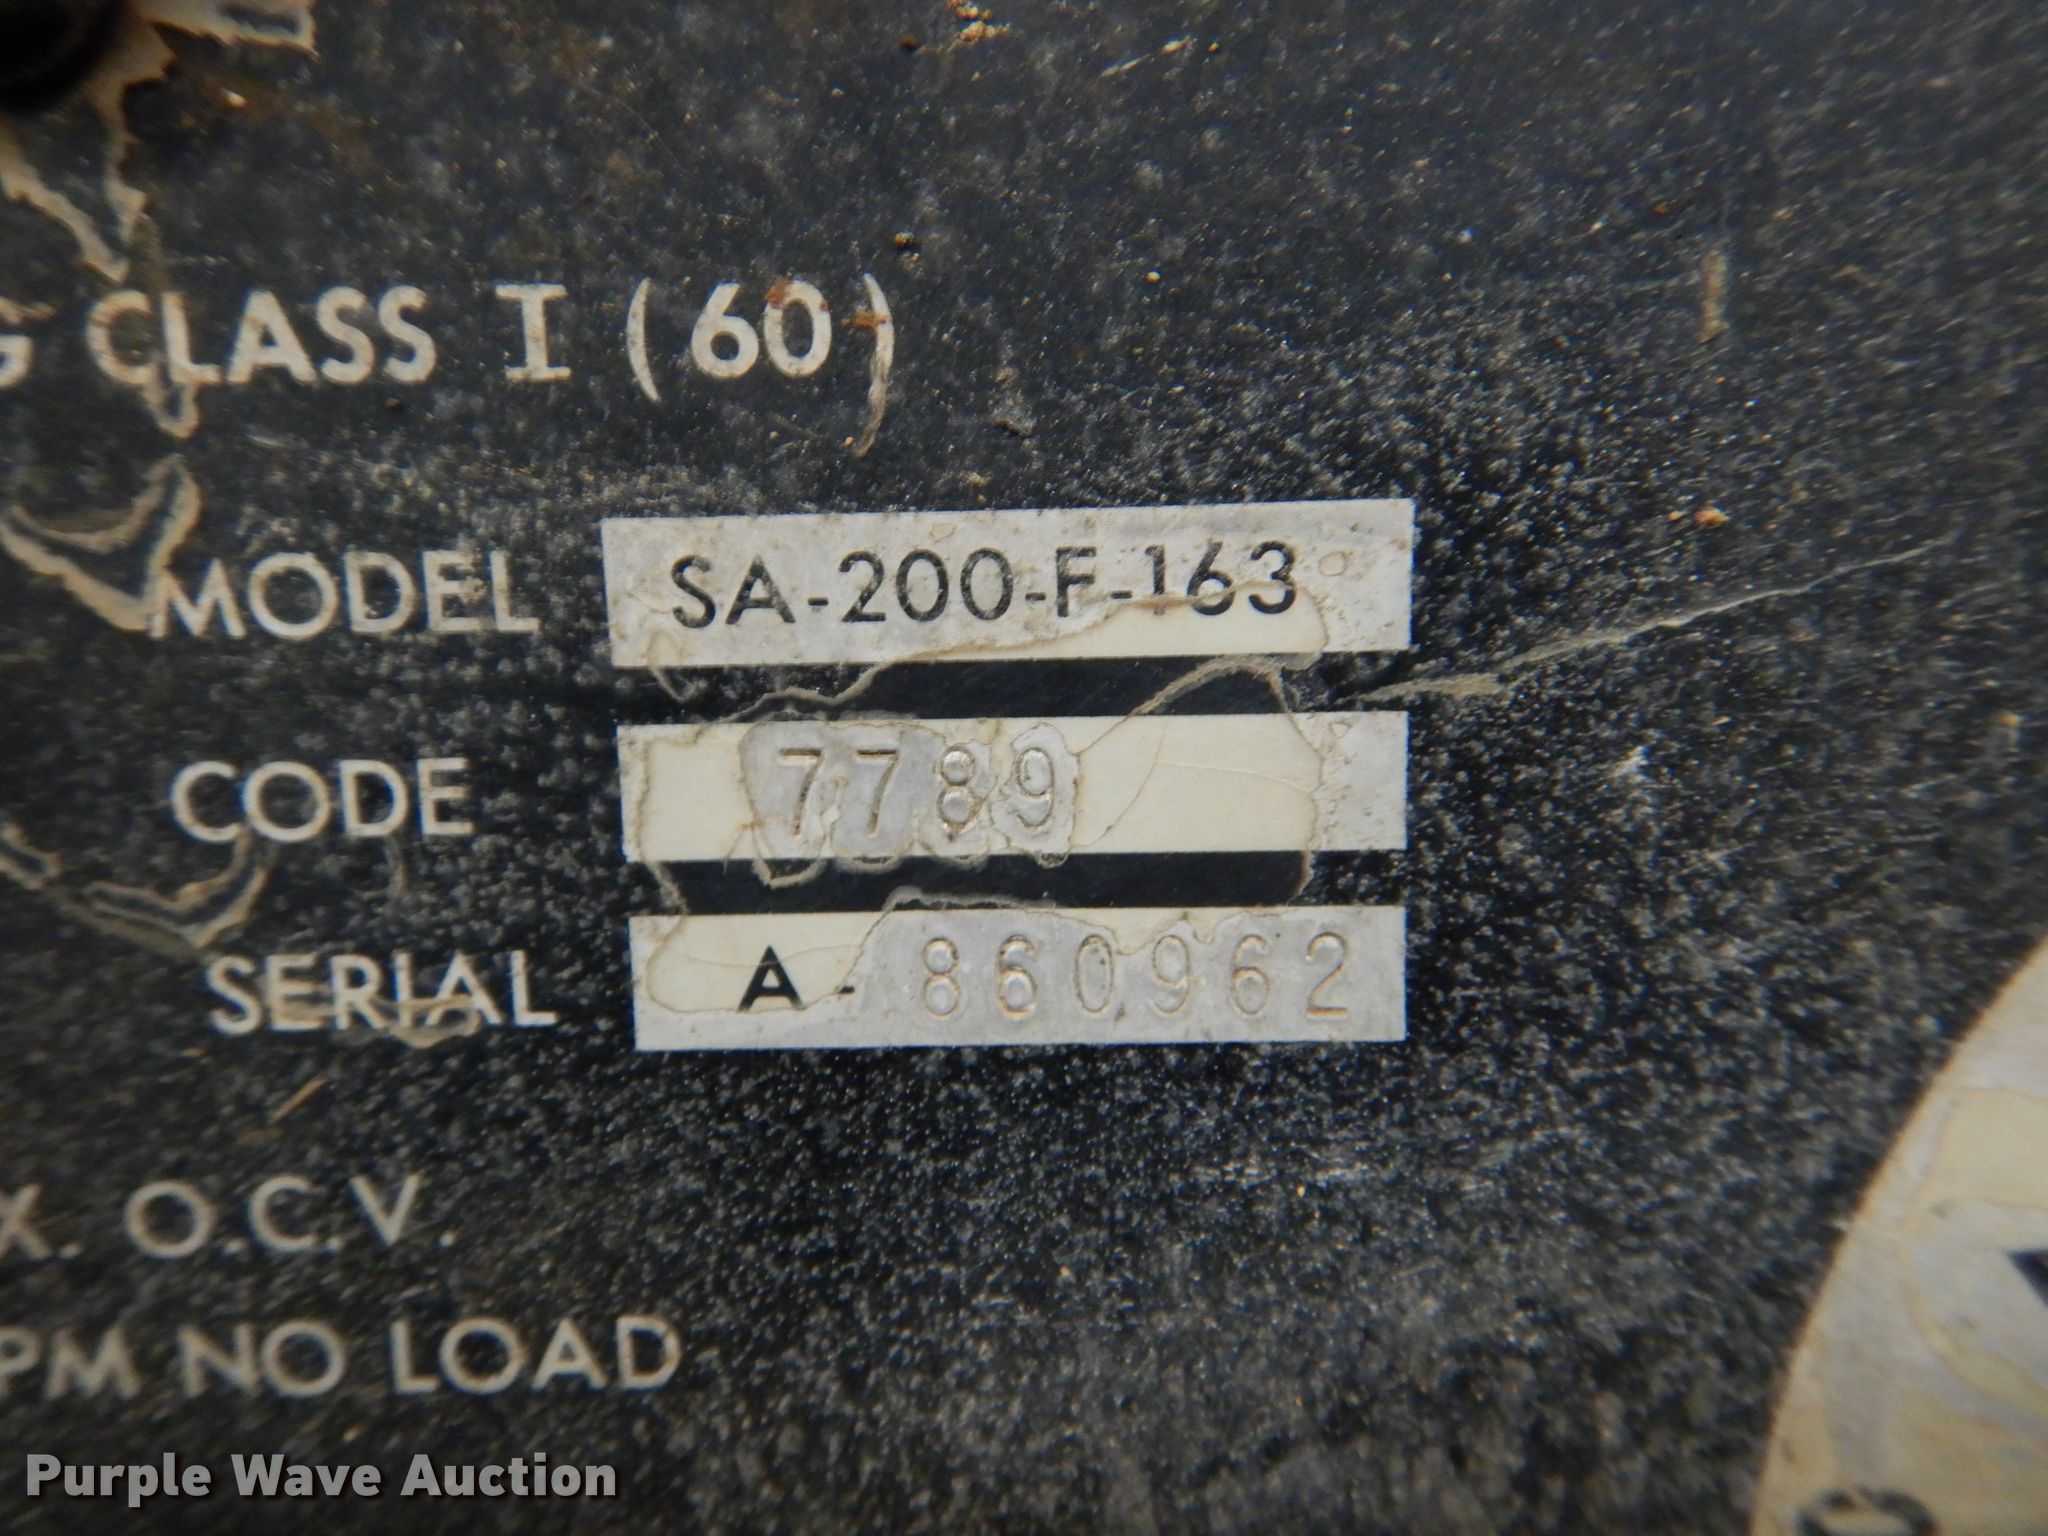 G CLASS I (60)
MODEL SA-200-F-163
CODE 7789
SERIAL A-860962
X. O.C.V.
PM NO LOAD
Purple Wave Auction